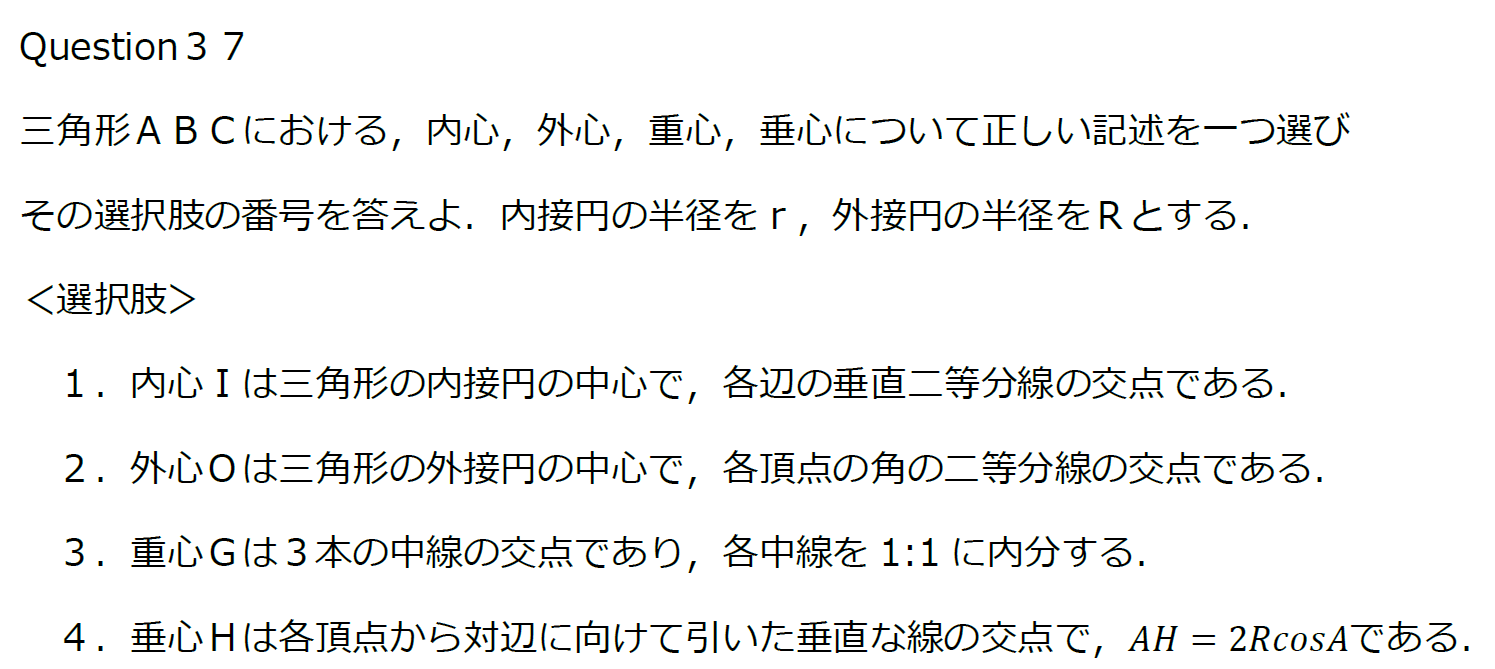 Question３７
三角形ＡＢＣにおける，内心，外心，重心，垂心について正しい記述を一つ選び
その選択肢の番号を答えよ．内接円の半径をｒ，外接円の半径をＲとする．
＜選択肢＞
１．内心Ｉは三角形の内接円の中心で，各辺の垂直二等分線の交点である．
２．外心Ｏは三角形の外接円の中心で，各頂点の角の二等分線の交点である．
３．重心Ｇは３本の中線の交点であり，各中線を 1:1 に内分する．
４．垂心Ｈは各頂点から対辺に向けて引いた垂直な線の交点で，𝐴𝐻 = 2𝑅𝑐𝑜𝑠𝐴である．